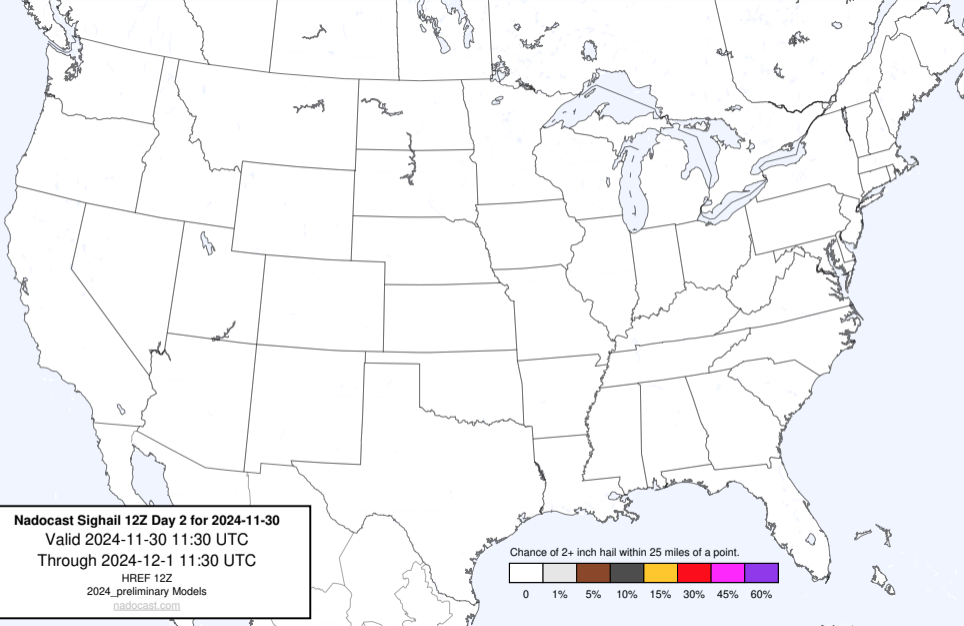 Nadocast Sighail 12Z Day 2 for 2024-11-30
Valid 2024-11-30 11:30 UTC
Through 2024-12-1 11:30 UTC
HREF 12Z
2024_preliminary Models
nadocast.com
Chance of 2+ inch hail within 25 miles of a point.
0 1% 5% 10% 15% 30% 45% 60%